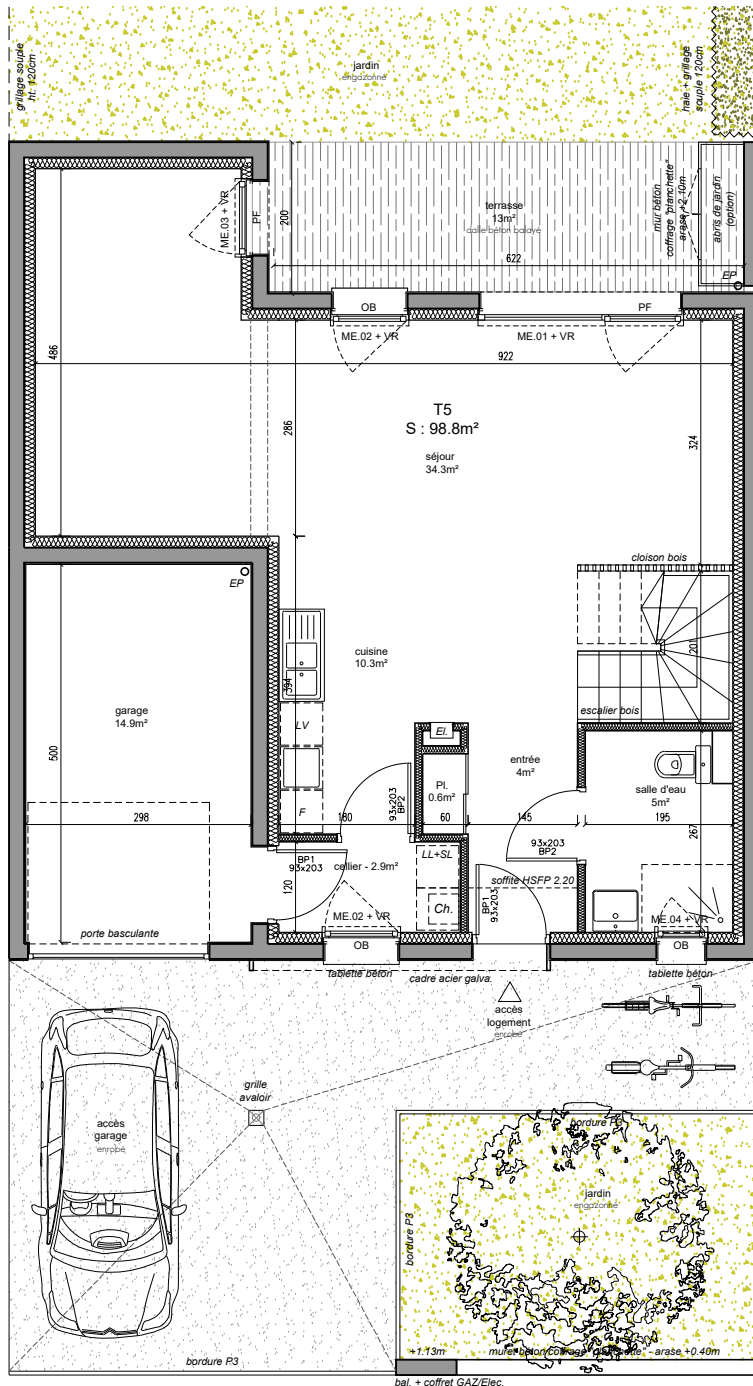 jardin
engazonné
grillage souple
ht. 120cm
haie + grillage
souple 120cm
terrasse
13m²
dalle béton balayé
mur béton
coffrage "planchette"
arase +2.10m
abris de jardin
(option)
EP
ME.03 + VR
PF
200
622
OB
PF
ME.02 + VR
ME.01 + VR
922
486
286
324
T5
S : 98.8m²
séjour
34.3m²
cloison bois
EP
cuisine
10.3m²
394
201
escalier bois
garage
14.9m²
500
LV
El.
entrée
4m²
Pl.
0.6m²
salle d'eau
5m²
F
93x203
BP2
298
180
60
145
195
267
BP1
93x203
cellier - 2.9m²
LL+SL
93x203
BP2
120
soffite HSFP 2.20
Ch.
BP1
93x203
ME.02 + VR
ME.04 + VR
porte basculante
OB
OB
tablette béton
cadre acier galva.
tablette béton
accès
logement
enrobé
grille
avaloir
accès
garage
enrobé
bordure P3
jardin
engazonné
bordure P3
+1.13m
muret béton/coffrage "planchette" - arase +0.40m
bordure P3
bal. + coffret GAZ/Elec.